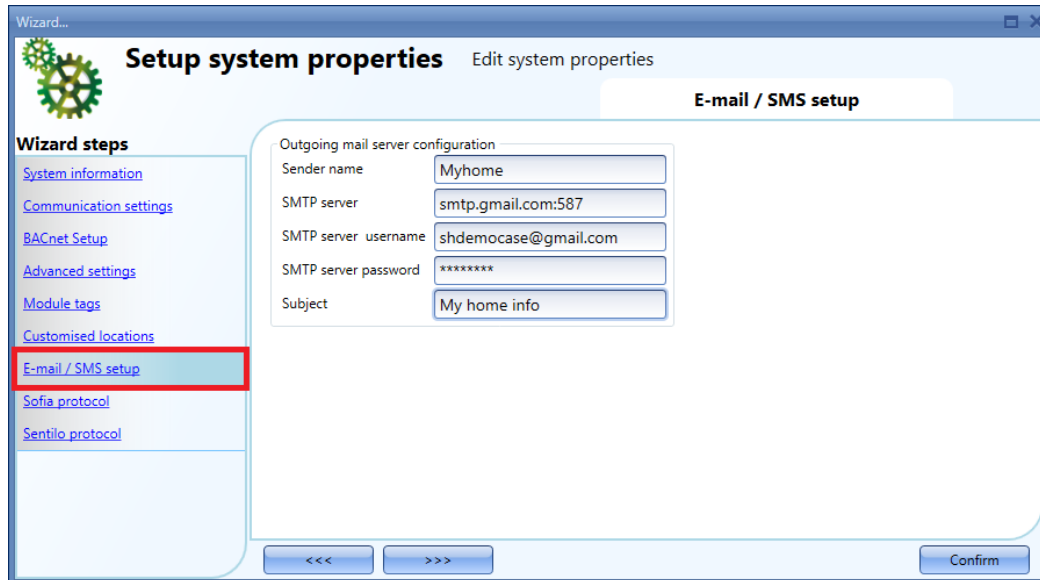 Wizard...
Setup system properties Edit system properties
E-mail / SMS setup
Wizard steps
System information
Communication settings
BACnet Setup
Advanced settings
Module tags
Customised locations
E-mail / SMS setup
Sofia protocol
Sentilo protocol
Outgoing mail server configuration
Sender name Myhome
SMTP server smtp.gmail.com:587
SMTP server username shdemocase@gmail.com
SMTP server password ********
Subject My home info
<<< >>> Confirm